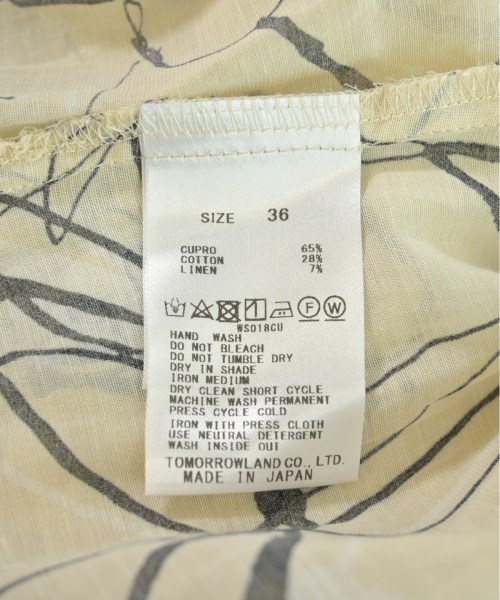 SIZE 36
CUPRO 65%
COTTON 28%
LINEN 7%
F W
WS018CU
HAND WASH
DO NOT BLEACH
DO NOT TUMBLE DRY
DRY IN SHADE
IRON MEDIUM
DRY CLEAN SHORT CYCLE
MACHINE WASH PERMANENT
PRESS CYCLE COLD
IRON WITH PRESS CLOTH
USE NEUTRAL DETERGENT
WASH INSIDE OUT
TOMORROWLAND CO., LTD.
MADE IN JAPAN